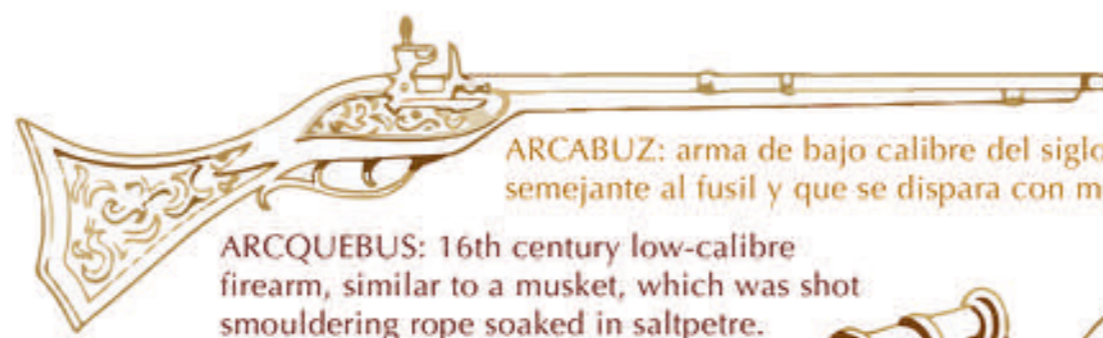 ARCABUZ: arma de bajo calibre del siglo
semejante al fusil y que se dispara con m
ARCQUEBUS: 16th century low-calibre
firearm, similar to a musket, which was shot
smouldering rope soaked in saltpetre.